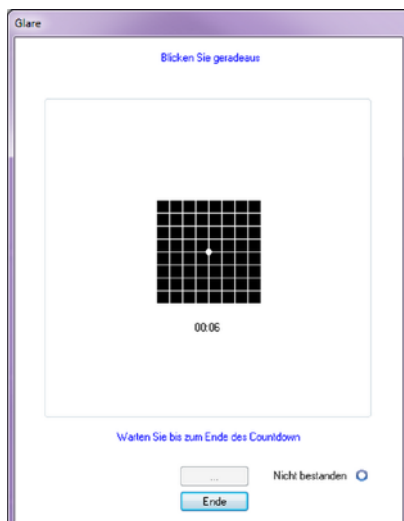 Glare
Blicken Sie geradeaus
00:06
Warten Sie bis zum Ende des Countdown
... Nicht bestanden
Ende